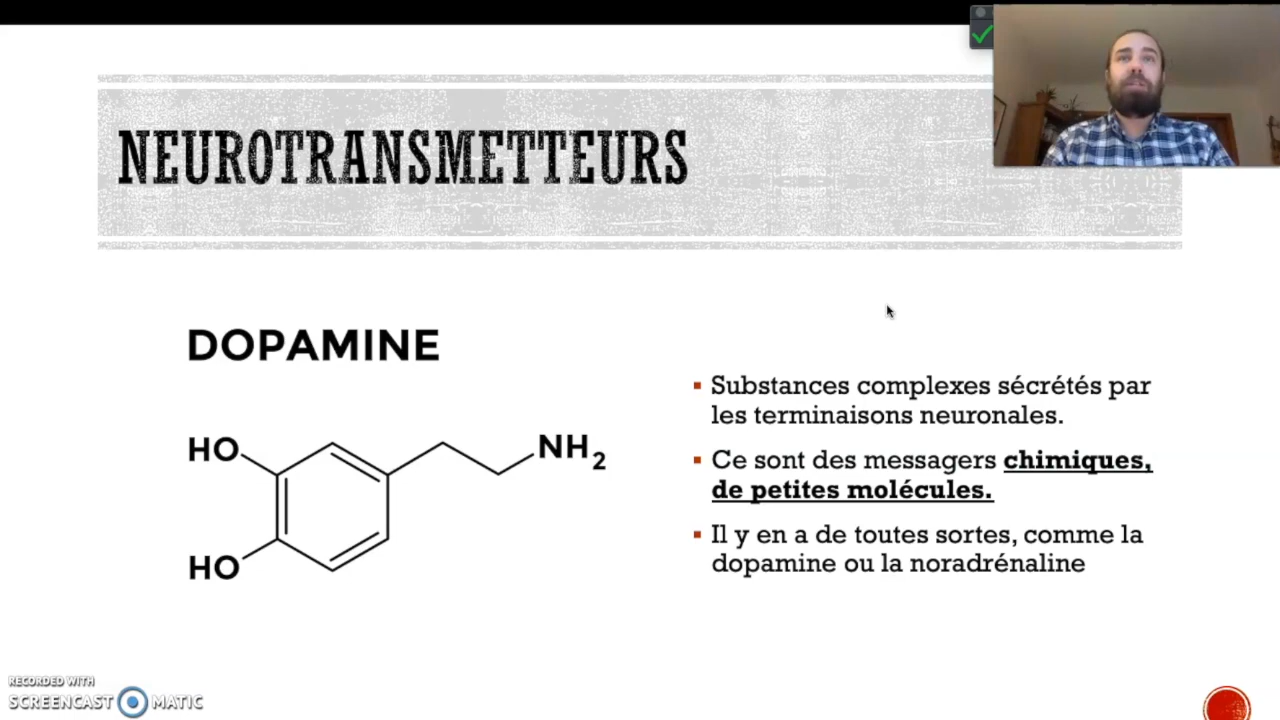 NEUROTRANSMETTEURS
DOPAMINE
HO
NH2
HO
Substances complexes sécrétés par
les terminaisons neuronales.
Ce sont des messagers chimiques,
de petites molécules.
Il y en a de toutes sortes, comme la
dopamine ou la noradrénaline
RECORDED WITH
SCREENCAST MATIC